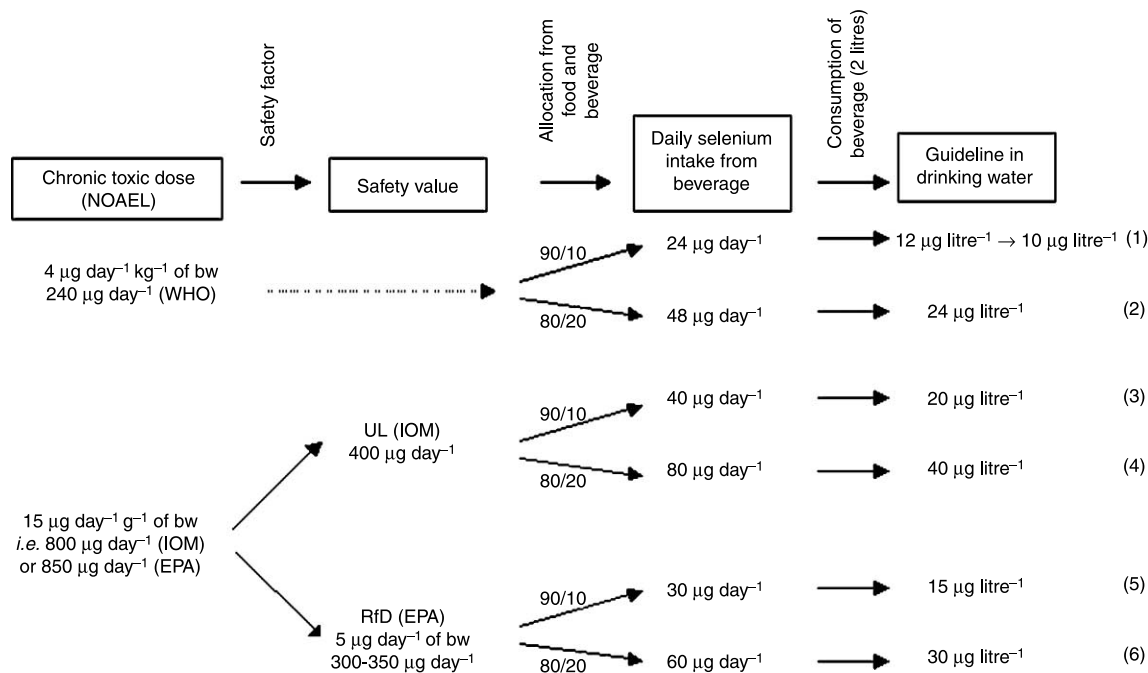 Safety factor
Allocation from
food and
beverage
Consumption of
beverage (2 litres)
Chronic toxic dose
(NOAEL)
Safety value
Daily selenium
intake from
beverage
Guideline in
drinking water
4 µg day⁻¹ kg⁻¹ of bw
240 µg day⁻¹ (WHO)
90/10
24 µg day⁻¹
12 µg litre⁻¹ → 10 µg litre⁻¹
(1)
80/20
48 µg day⁻¹
24 µg litre⁻¹
(2)
15 µg day⁻¹ g⁻¹ of bw
i.e. 800 µg day⁻¹ (IOM)
or 850 µg day⁻¹ (EPA)
UL (IOM)
400 µg day⁻¹
90/10
40 µg day⁻¹
20 µg litre⁻¹
(3)
80/20
80 µg day⁻¹
40 µg litre⁻¹
(4)
RfD (EPA)
5 µg day⁻¹ of bw
300-350 µg day⁻¹
90/10
30 µg day⁻¹
15 µg litre⁻¹
(5)
80/20
60 µg day⁻¹
30 µg litre⁻¹
(6)